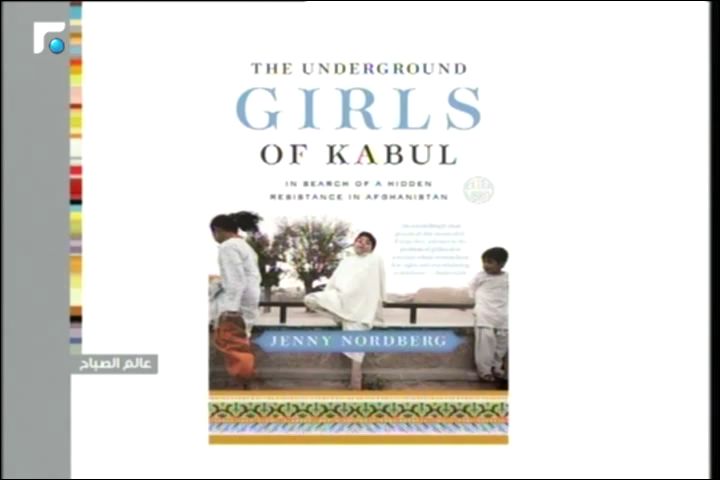 THE UNDERGROUND
GIRLS
OF KABUL
IN SEARCH OF A HIDDEN
RESISTANCE IN AFGHANISTAN
JENNY NORDBERG
عالم الصباح